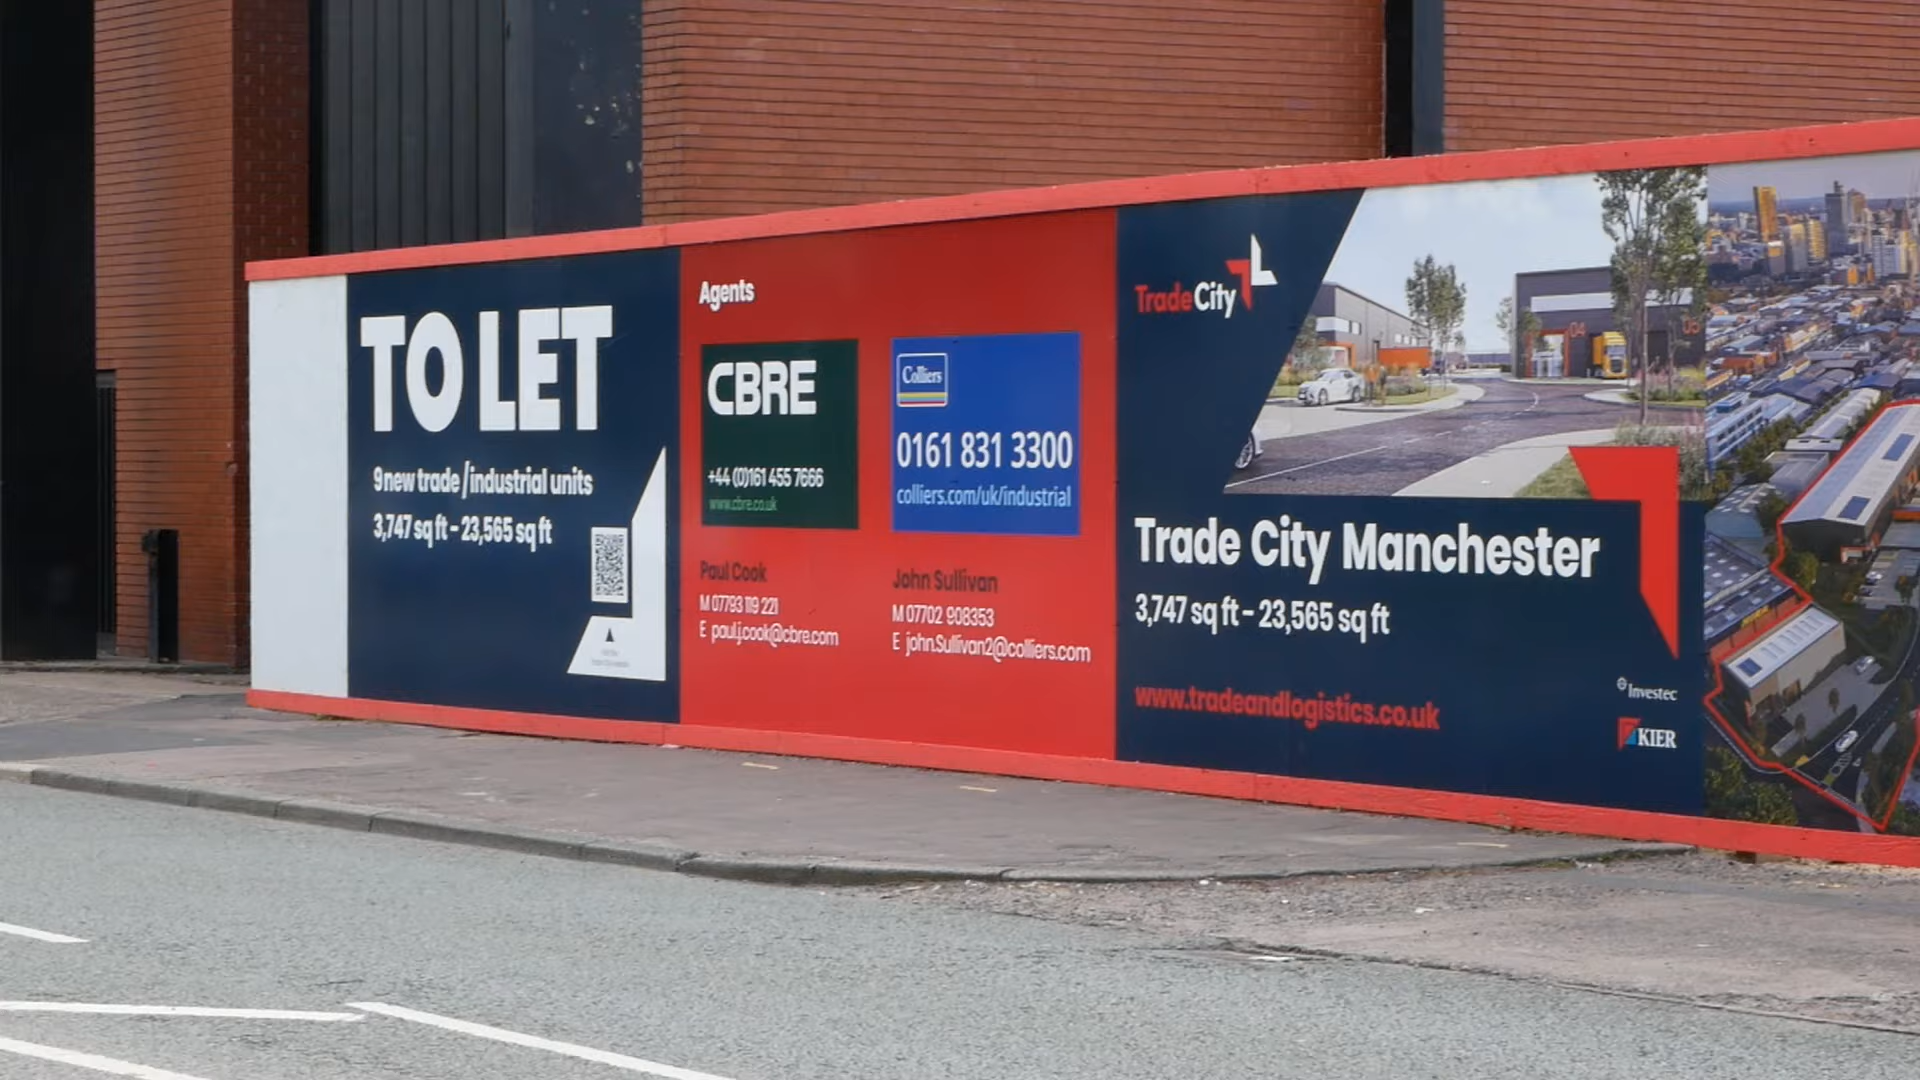 TO LET
9 new trade/industrial units
3,747 sq ft - 23,565 sq ft
Agents
CBRE
+44 (0)161 455 7666
www.cbre.co.uk
Paul Cook
M 07793 119 221
E paul.j.cook@cbre.com
Colliers
0161 831 3300
colliers.com/uk/industrial
John Sullivan
M 07702 908353
E john.Sullivan2@colliers.com
TradeCity
04
Trade City Manchester
3,747 sq ft - 23,565 sq ft
www.tradeandlogistics.co.uk
Investec
KIER